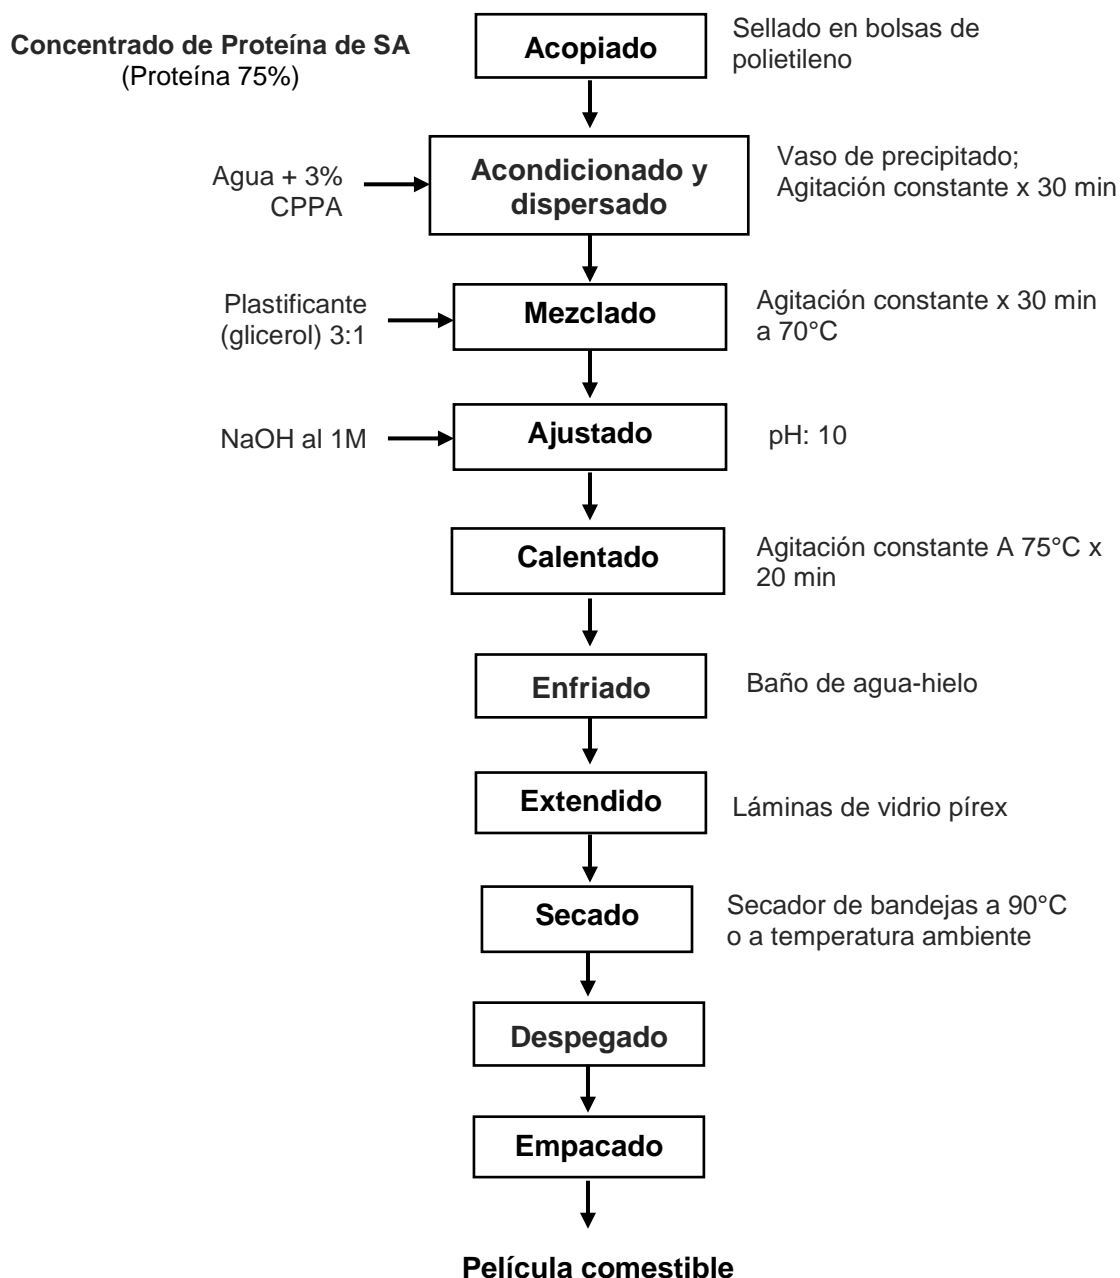 Concentrado de Proteína de SA
(Proteína 75%)
Acopiado
Sellado en bolsas de
polietileno
Agua + 3%
CPPA
Acondicionado y
dispersado
Vaso de precipitado;
Agitación constante x 30 min
Plastificante
(glicerol) 3:1
Mezclado
Agitación constante x 30 min
a 70°C
NaOH al 1M
Ajustado
pH: 10
Calentado
Agitación constante A 75°C x
20 min
Enfriado
Baño de agua-hielo
Extendido
Láminas de vidrio pírex
Secado
Secador de bandejas a 90°C
o a temperatura ambiente
Despegado
Empacado
Película comestible